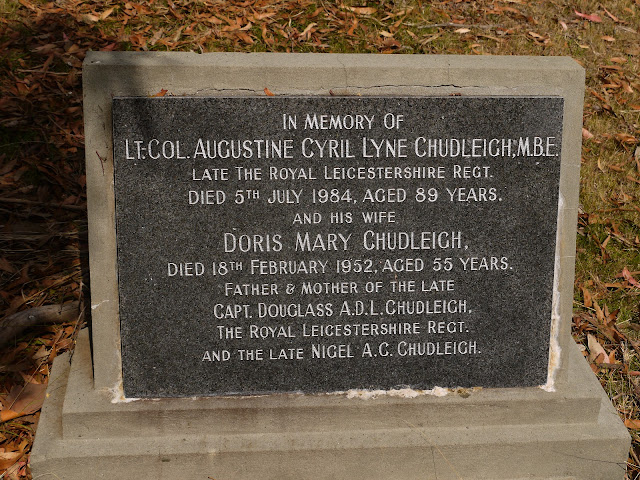 IN MEMORY OF
LT. COL. AUGUSTINE CYRIL LYNE CHUDLEIGH, M.B.E.
LATE THE ROYAL LEICESTERSHIRE REGT.
DIED 5TH JULY 1984, AGED 89 YEARS.
AND HIS WIFE
DORIS MARY CHUDLEIGH,
DIED 18TH FEBRUARY 1952, AGED 55 YEARS.
FATHER & MOTHER OF THE LATE
CAPT. DOUGLASS A.D.L. CHUDLEIGH,
THE ROYAL LEICESTERSHIRE REGT.
AND THE LATE NIGEL A.C. CHUDLEIGH.